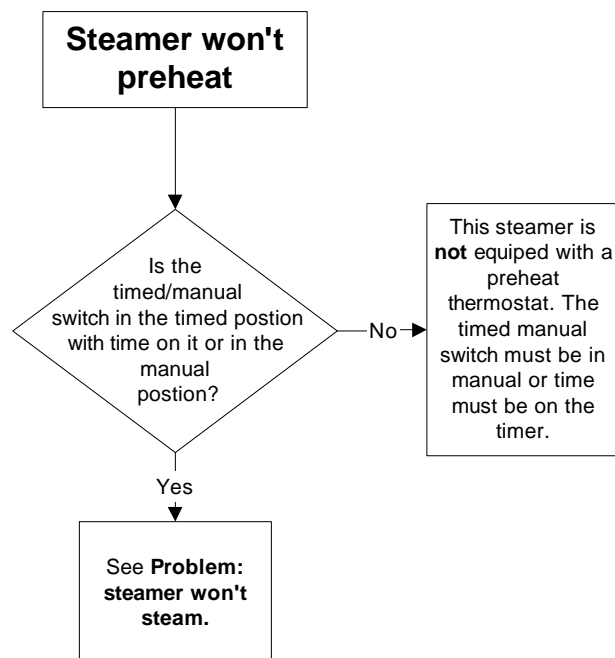 Steamer won't
preheat
Is the
timed/manual
switch in the timed postion
with time on it or in the
manual
postion?
No
This steamer is
not equiped with a
preheat
thermostat. The
timed manual
switch must be in
manual or time
must be on the
timer.
Yes
See Problem:
steamer won't
steam.